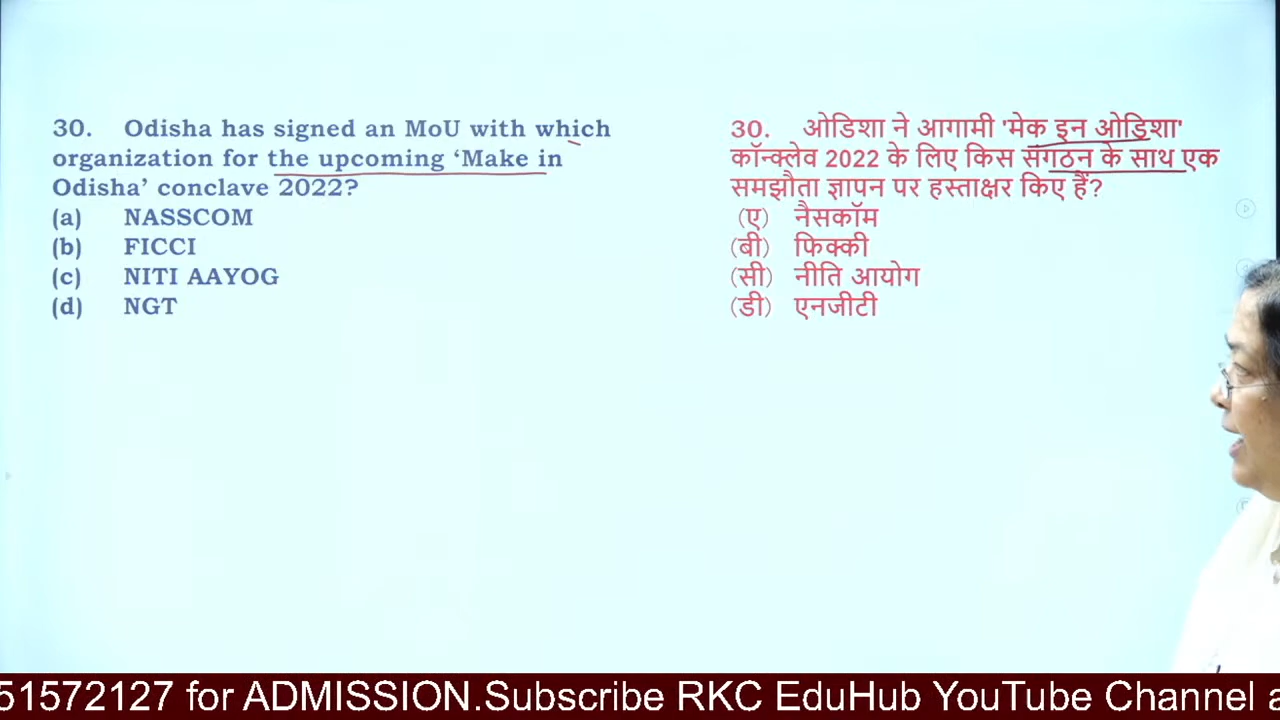 30. Odisha has signed an MoU with which
organization for the upcoming ‘Make in
Odisha’ conclave 2022?
(a) NASSCOM
(b) FICCI
(c) NITI AAYOG
(d) NGT
30. ओडिशा ने आगामी 'मेक इन ओडिशा'
कॉन्क्लेव 2022 के लिए किस संगठन के साथ एक
समझौता ज्ञापन पर हस्ताक्षर किए हैं?
(ए) नैसकॉम
(बी) फिक्की
(सी) नीति आयोग
(डी) एनजीटी
51572127 for ADMISSION.Subscribe RKC EduHub YouTube Channel a